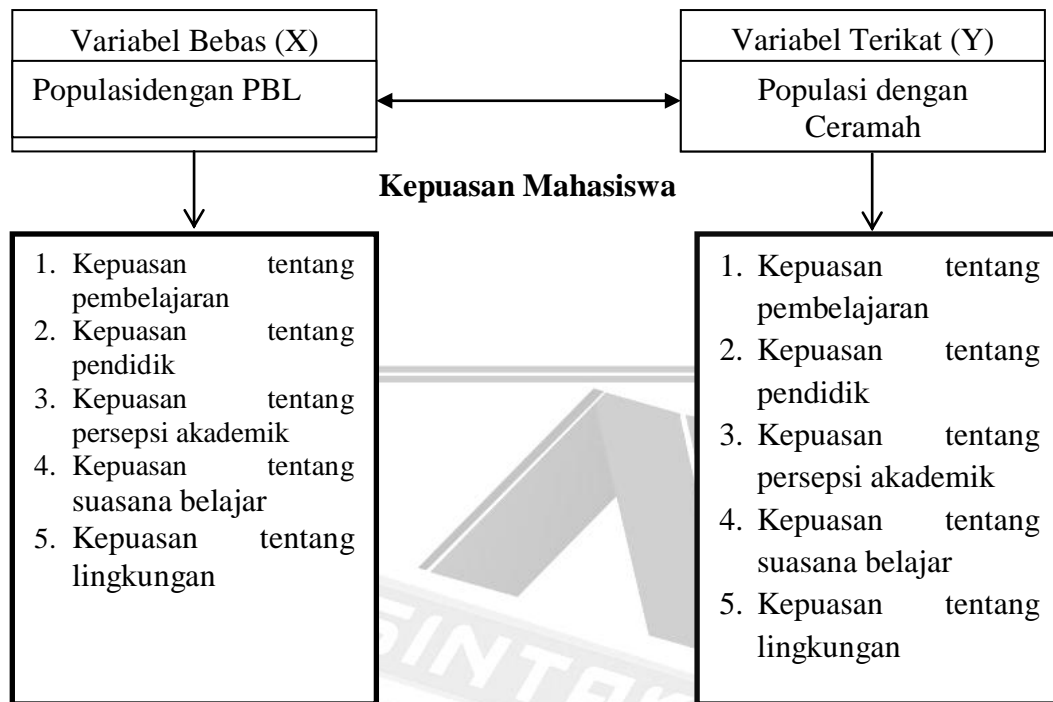 Variabel Bebas (X)
Populasidengan PBL
Variabel Terikat (Y)
Populasi dengan
Ceramah
Kepuasan Mahasiswa
1. Kepuasan tentang
pembelajaran
2. Kepuasan tentang
pendidik
3. Kepuasan tentang
persepsi akademik
4. Kepuasan tentang
suasana belajar
5. Kepuasan tentang
lingkungan
1. Kepuasan tentang
pembelajaran
2. Kepuasan tentang
pendidik
3. Kepuasan tentang
persepsi akademik
4. Kepuasan tentang
suasana belajar
5. Kepuasan tentang
lingkungan